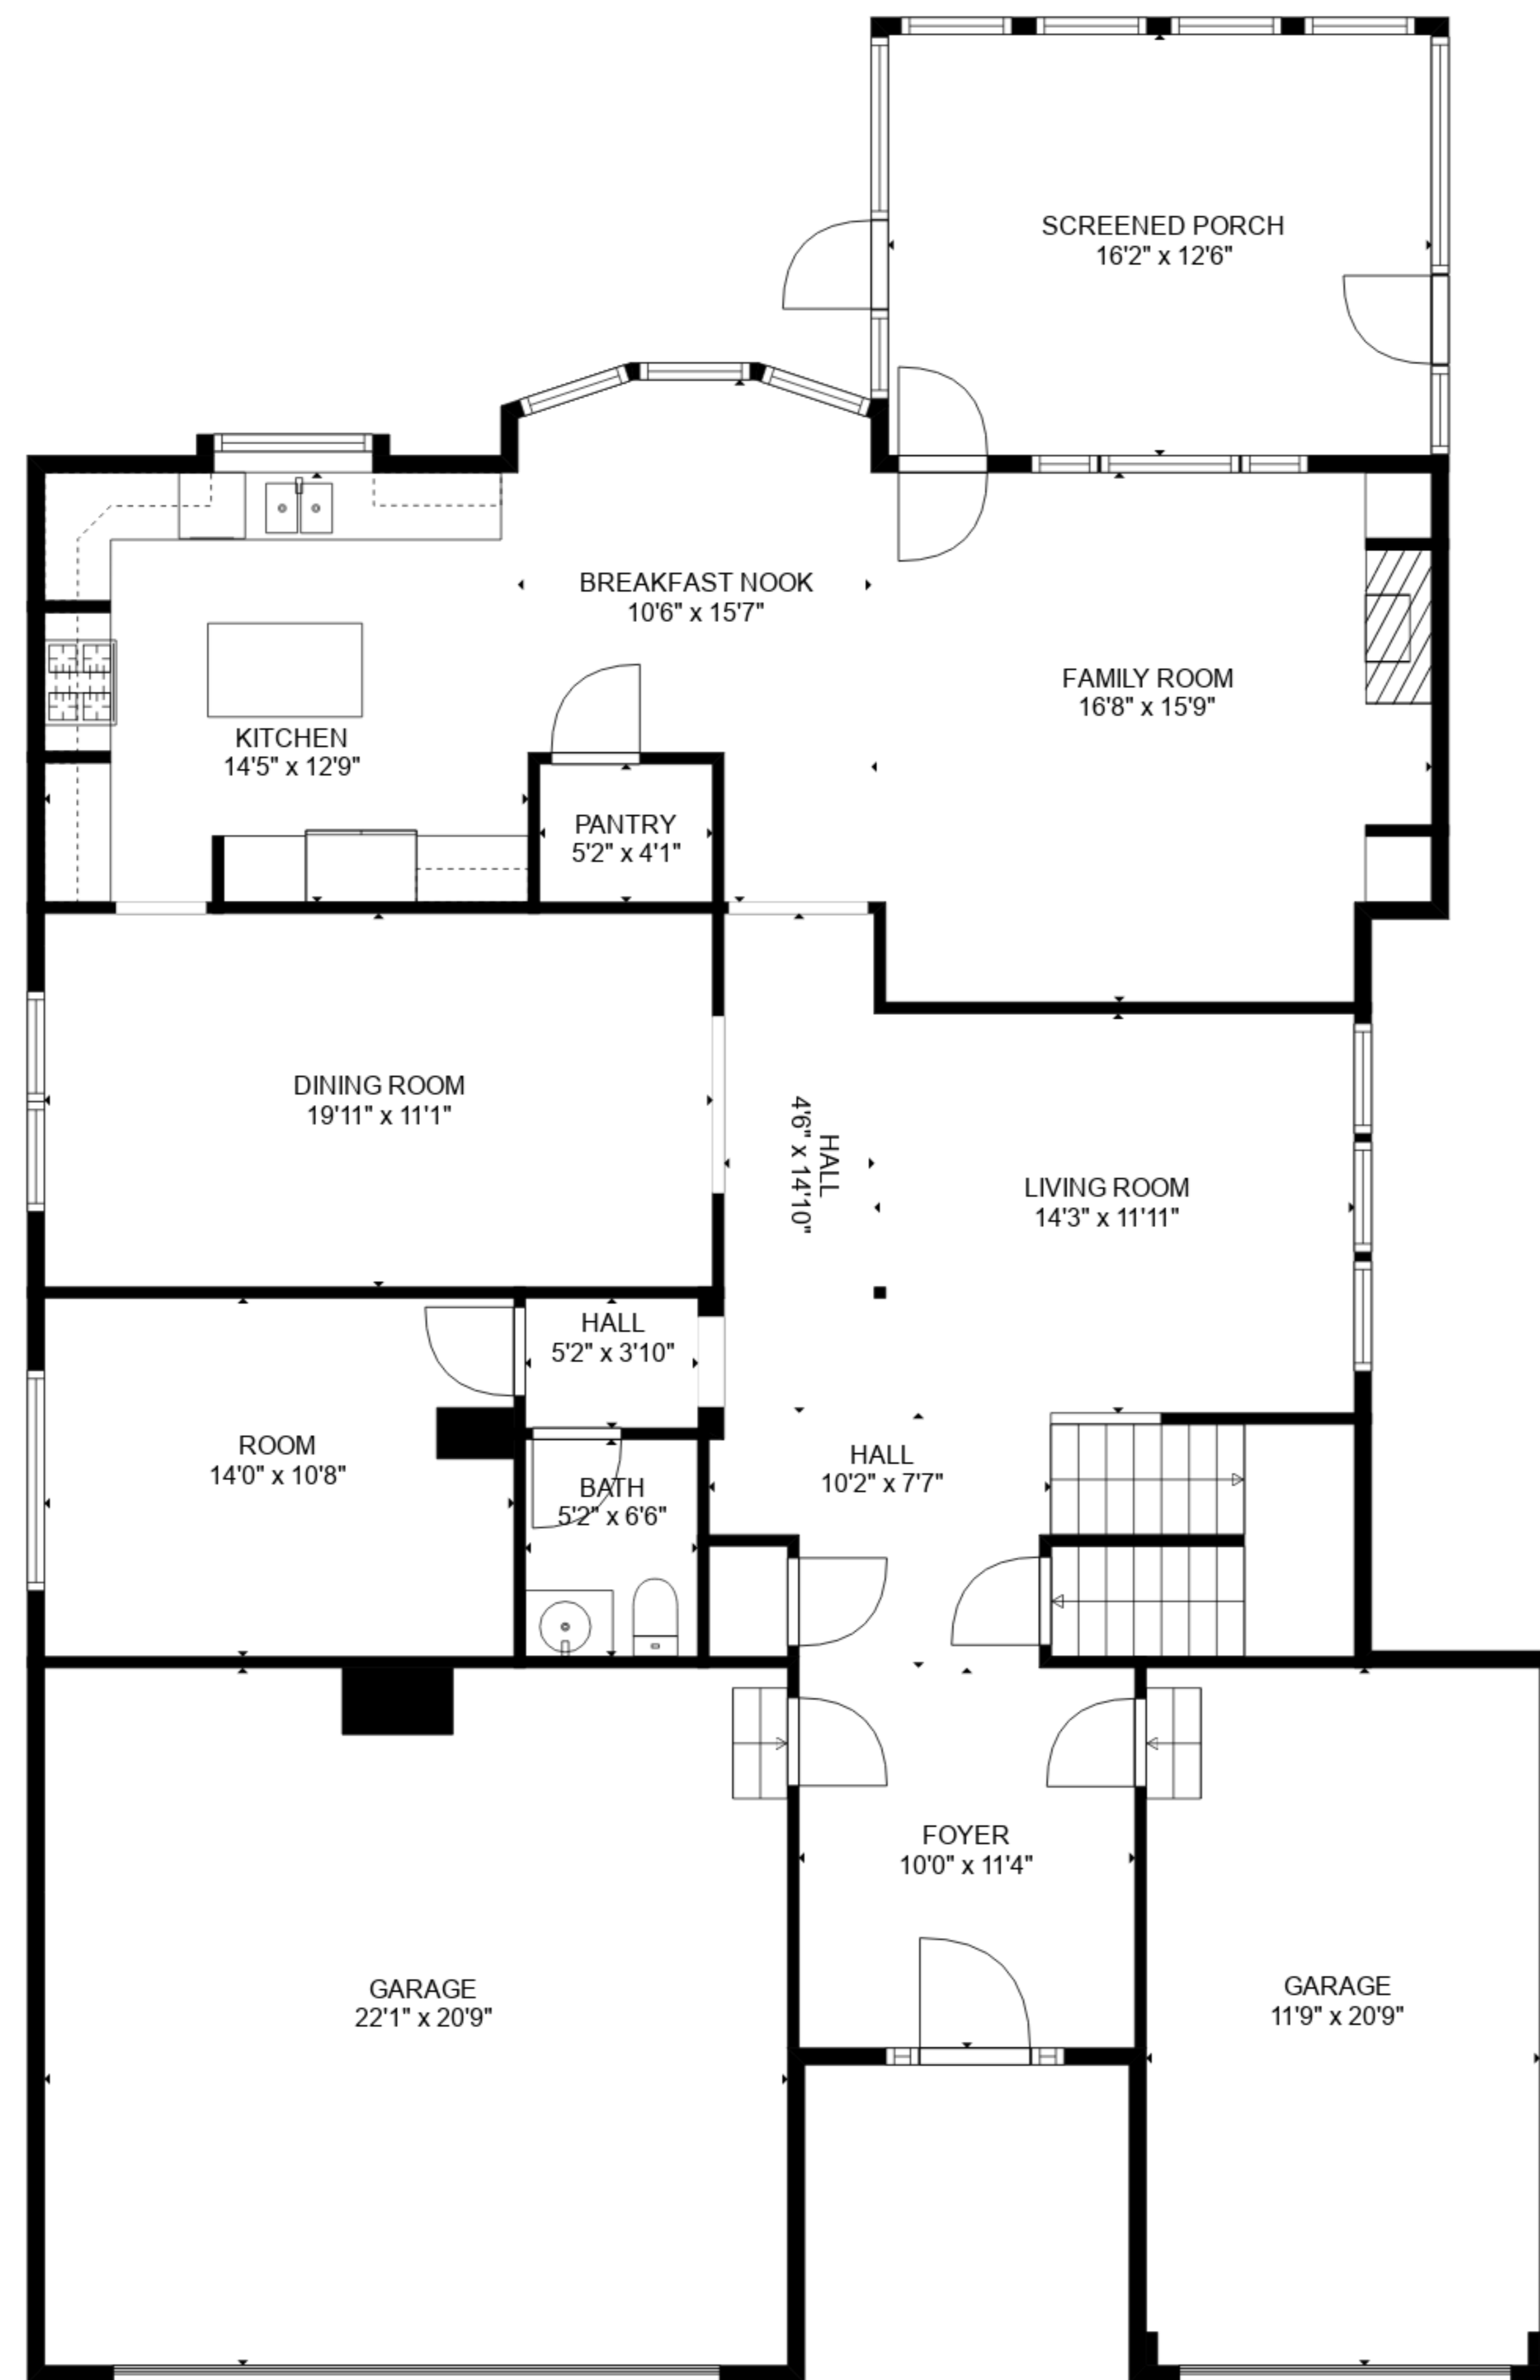 SCREENED PORCH
16'2" x 12'6"
BREAKFAST NOOK
10'6" x 15'7"
FAMILY ROOM
16'8" x 15'9"
KITCHEN
14'5" x 12'9"
PANTRY
5'2" x 4'1"
DINING ROOM
19'11" x 11'1"
HALL
4'6" x 14'10"
LIVING ROOM
14'3" x 11'11"
HALL
5'2" x 3'10"
ROOM
14'0" x 10'8"
HALL
10'2" x 7'7"
BATH
5'2" x 6'6"
FOYER
10'0" x 11'4"
GARAGE
22'1" x 20'9"
GARAGE
11'9" x 20'9"